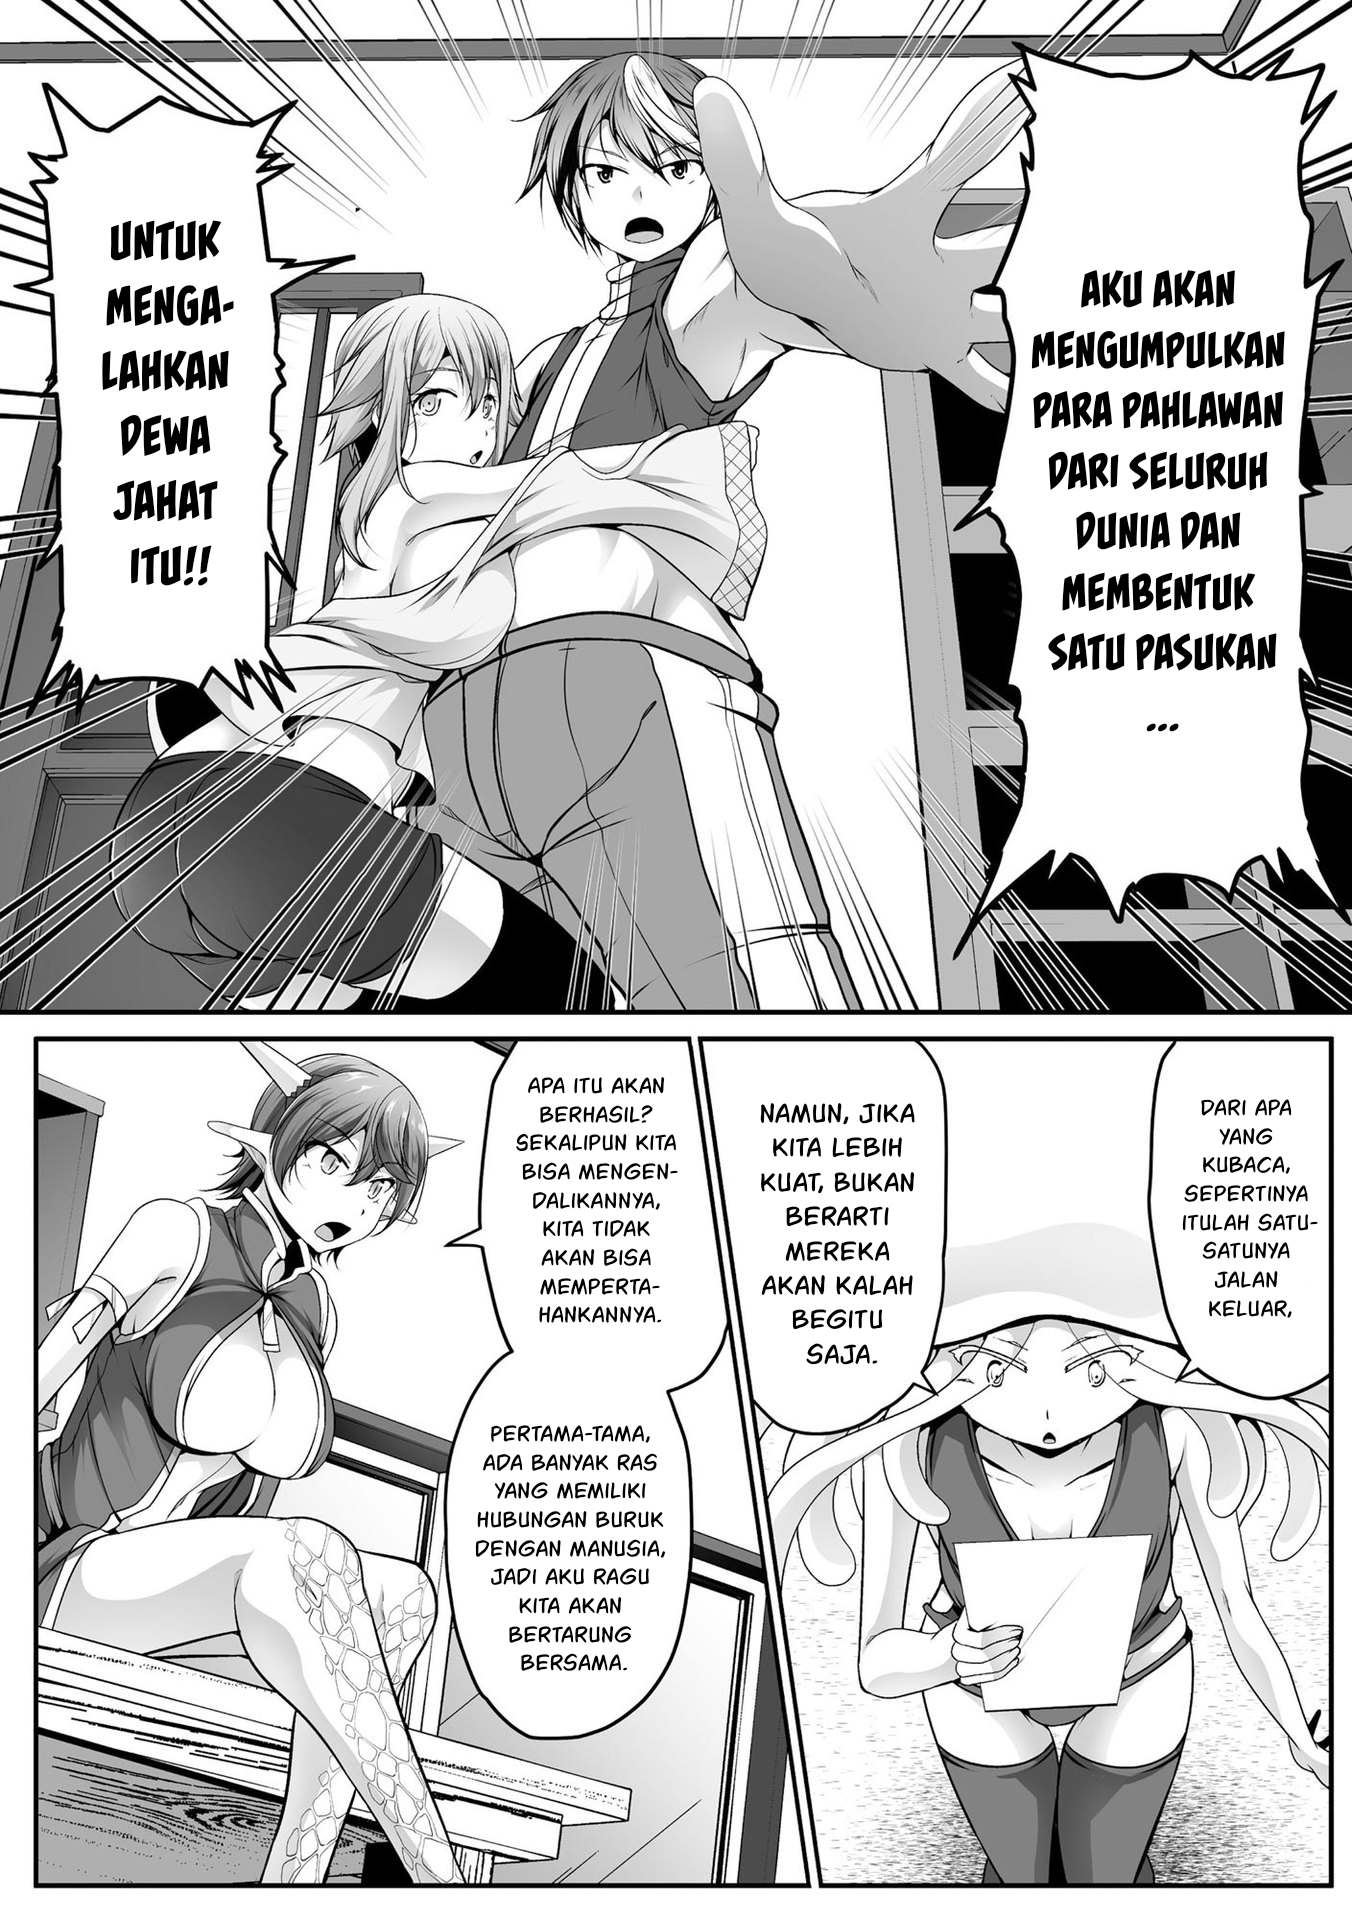 AKU AKAN
MENGUMPULKAN
PARA PAHLAWAN
DARI SELURUH
DUNIA DAN
MEMBENTUK
SATU PASUKAN
...
UNTUK
MENGA-
LAHKAN
DEWA
JAHAT
ITU!!
DARI APA
YANG
KUBACA,
SEPERTINYA
ITULAH SATU-
SATUNYA
JALAN
KELUAR,
NAMUN, JIKA
KITA LEBIH
KUAT, BUKAN
BERARTI
MEREKA
AKAN KALAH
BEGITU
SAJA.
APA ITU AKAN
BERHASIL?
SEKALIPUN KITA
BISA MENGEN-
DALIKANNYA,
KITA TIDAK
AKAN BISA
MEMPERTA-
HANKANNYA.
PERTAMA-TAMA,
ADA BANYAK RAS
YANG MEMILIKI
HUBUNGAN BURUK
DENGAN MANUSIA,
JADI AKU RAGU
KITA AKAN
BERTARUNG
BERSAMA.